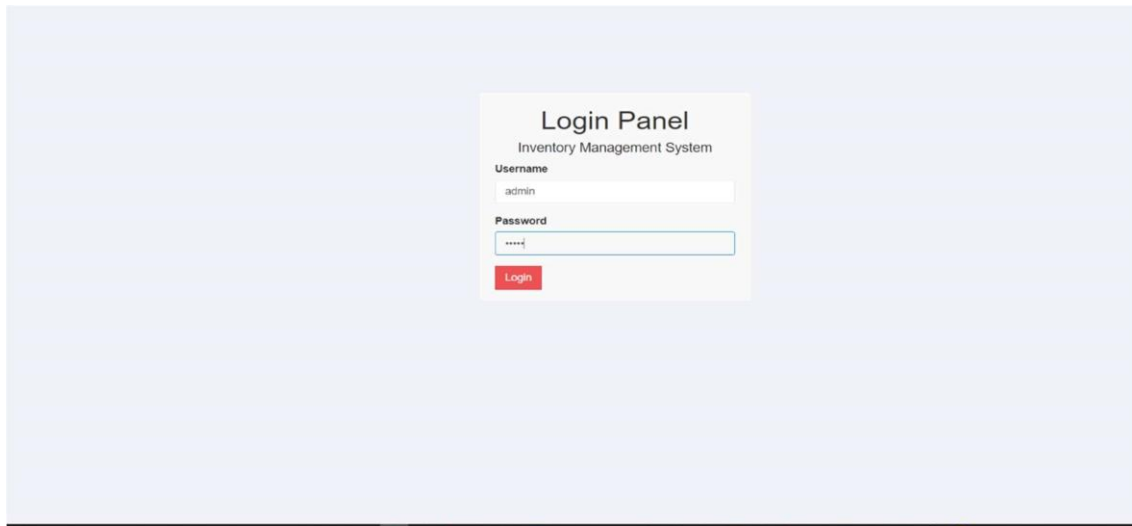 Login Panel
Inventory Management System
Username
admin
Password
•••••
Login